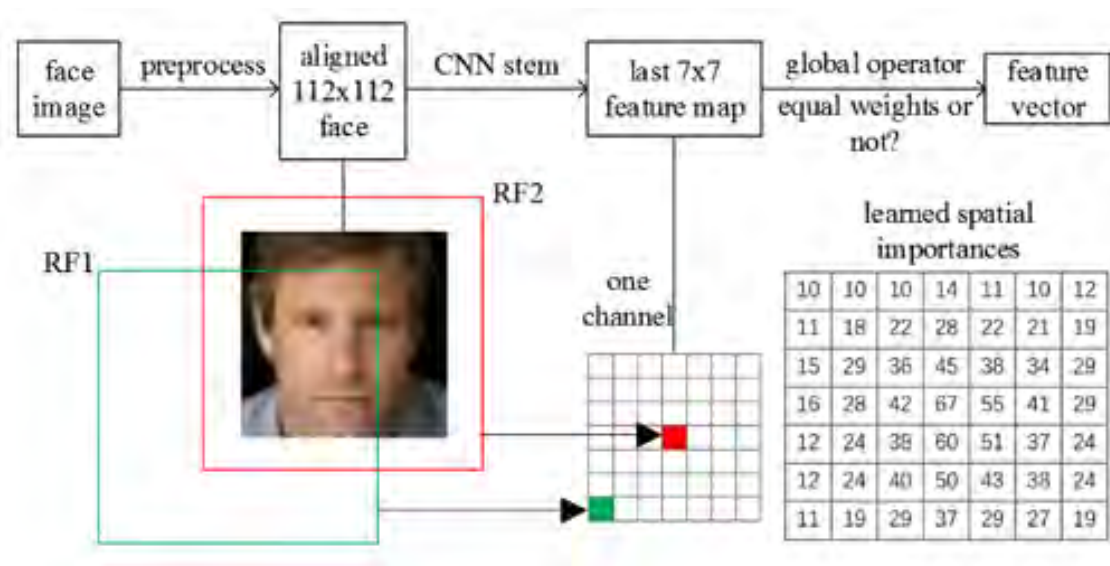 face
image
preprocess
aligned
112x112
face
CNN stem
last 7x7
feature map
global operator
equal weights or
not?
feature
vector
RF2
RF1
one
channel
learned spatial
importances
10 10 10 14 11 10 12
11 18 22 28 22 21 19
15 29 36 45 38 34 29
16 28 42 67 55 41 29
12 24 38 60 51 37 24
12 24 40 50 43 38 24
11 19 29 37 29 27 19